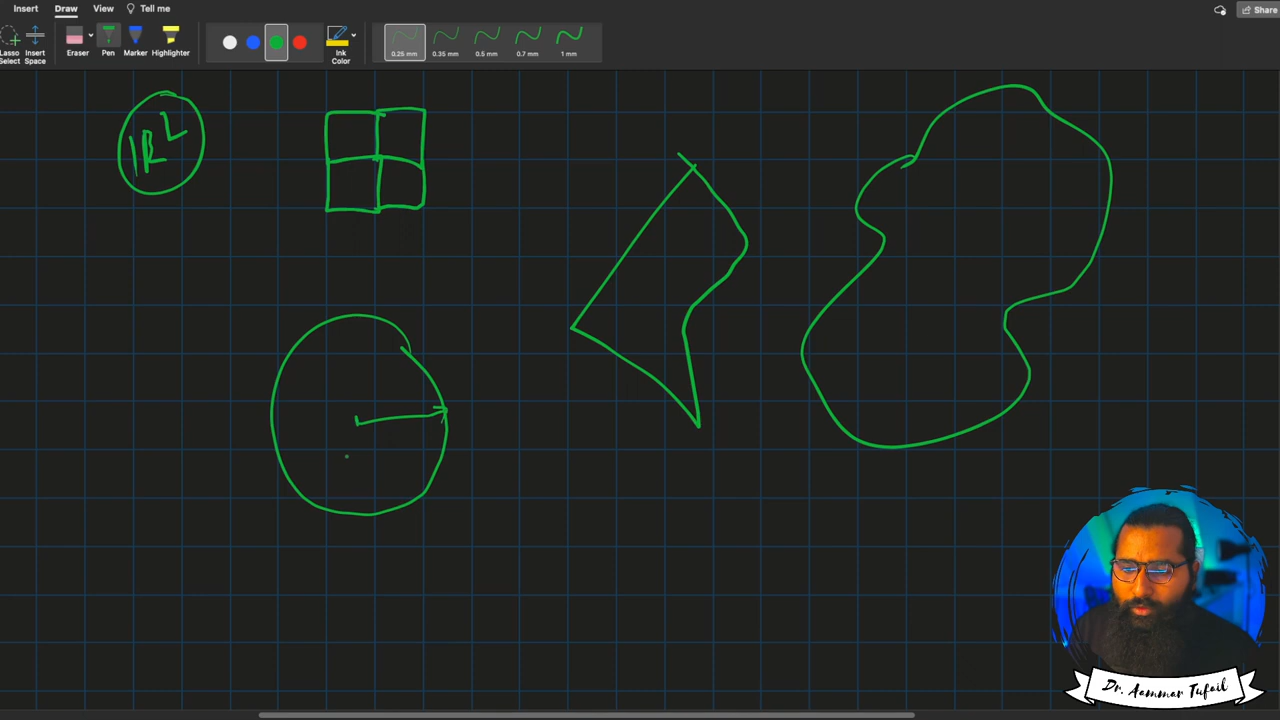 Insert Draw View Tell me Share
Lasso Select Insert Space Eraser Pen Marker Highlighter Ink Color 0.25 mm 0.35 mm 0.5 mm 0.7 mm 1 mm
R2
Dr. Aammar Tufail